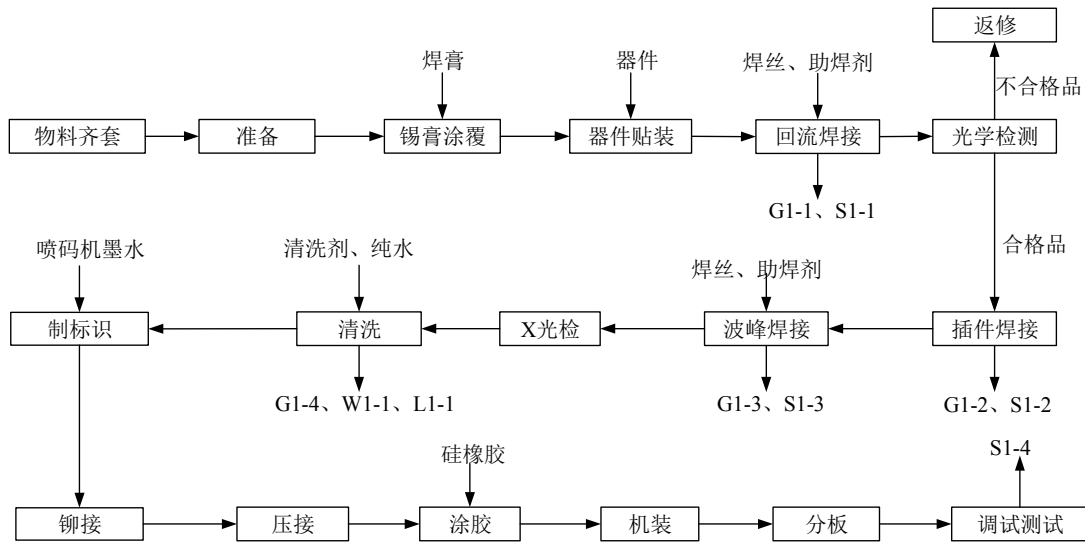 返修
焊膏
器件
焊丝、助焊剂
不合格品
物料齐套
准备
锡膏涂覆
器件贴装
回流焊接
光学检测
G1-1、S1-1
合格品
喷码机墨水
清洗剂、纯水
焊丝、助焊剂
制标识
清洗
X光检
波峰焊接
插件焊接
G1-4、W1-1、L1-1
G1-3、S1-3
G1-2、S1-2
硅橡胶
S1-4
铆接
压接
涂胶
机装
分板
调试测试